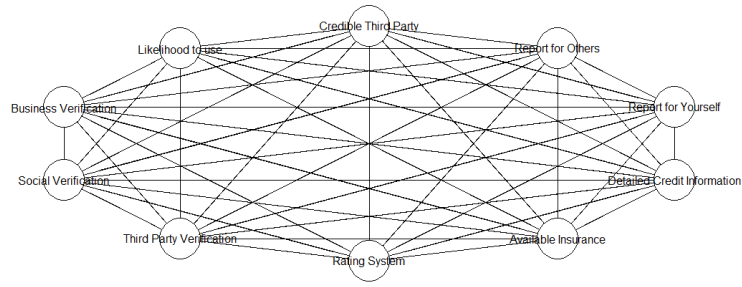 Credible Third Party
Likelihood to use
Report for Others
Business Verification
Report for Yourself
Social Verification
Detailed Credit Information
Third Party Verification
Available Insurance
Rating System